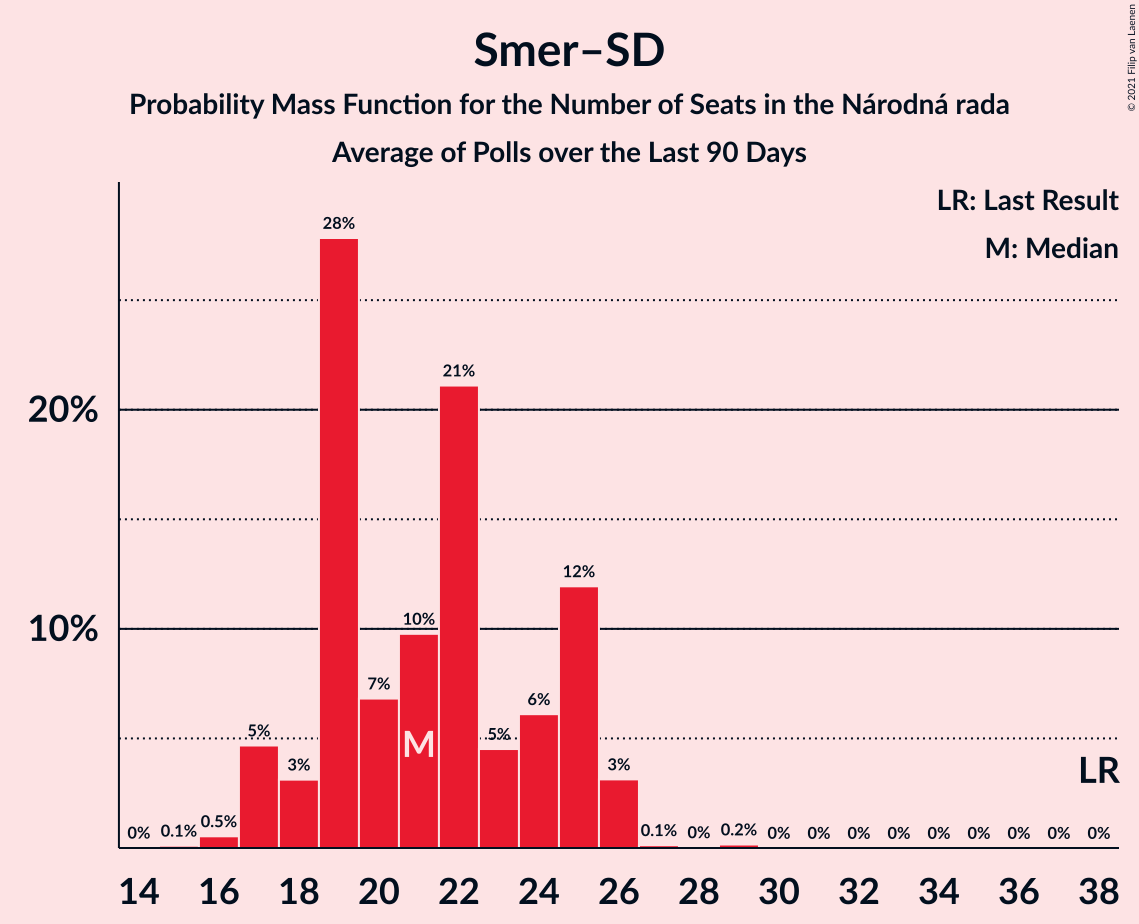 Smer–SD
Probability Mass Function for the Number of Seats in the Národná rada
Average of Polls over the Last 90 Days
© 2021 Filip van Laenen
LR: Last Result
M: Median
28%
21%
20%
12%
10%
10%
7%
6%
5%
5%
3%
3%
M
LR
0% 0.1% 0.5% 0.1% 0% 0.2% 0% 0% 0% 0% 0% 0% 0% 0% 0%
14 16 18 20 22 24 26 28 30 32 34 36 38